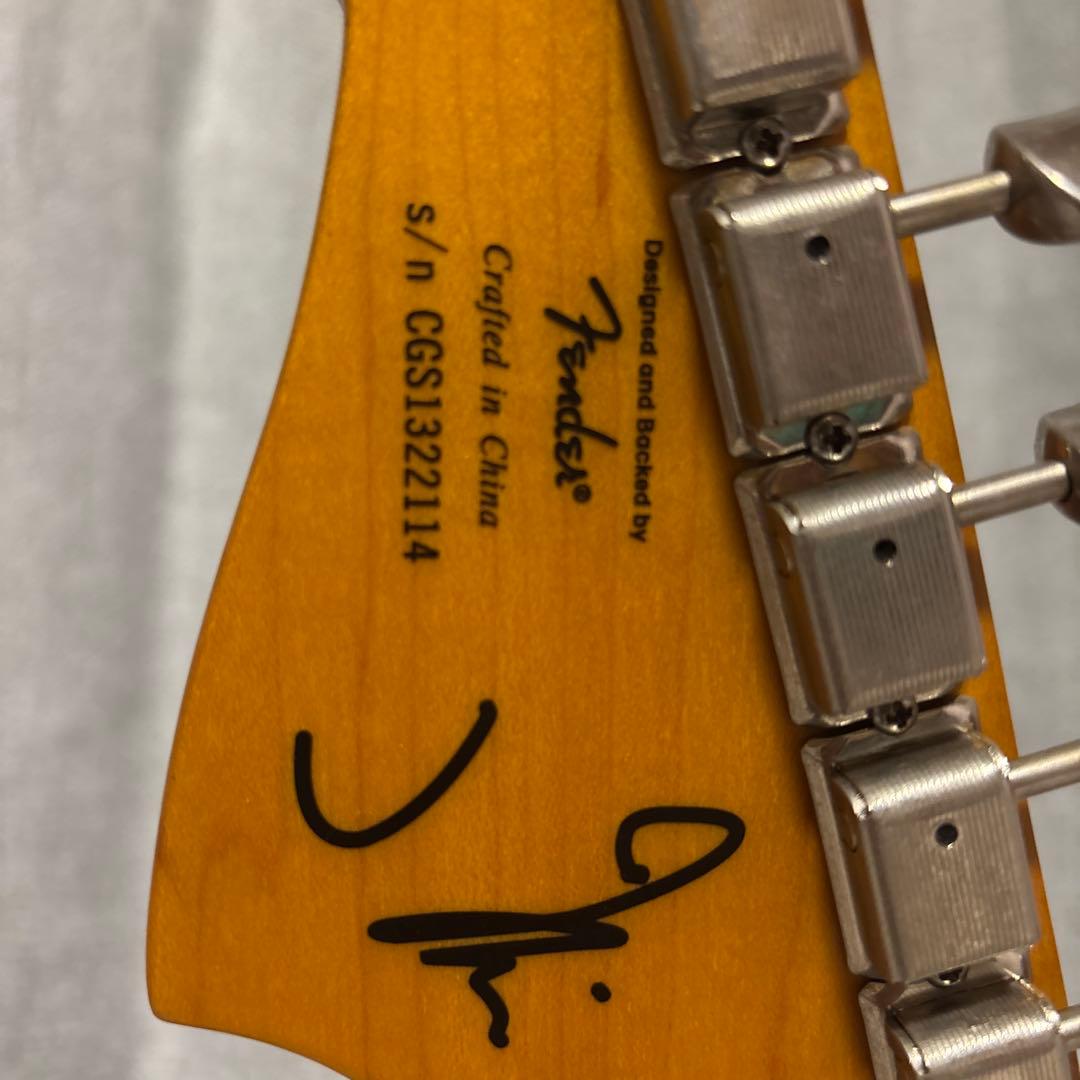 Designed and Backed by
Fender®
Crafted in China
s/n CGS1322114